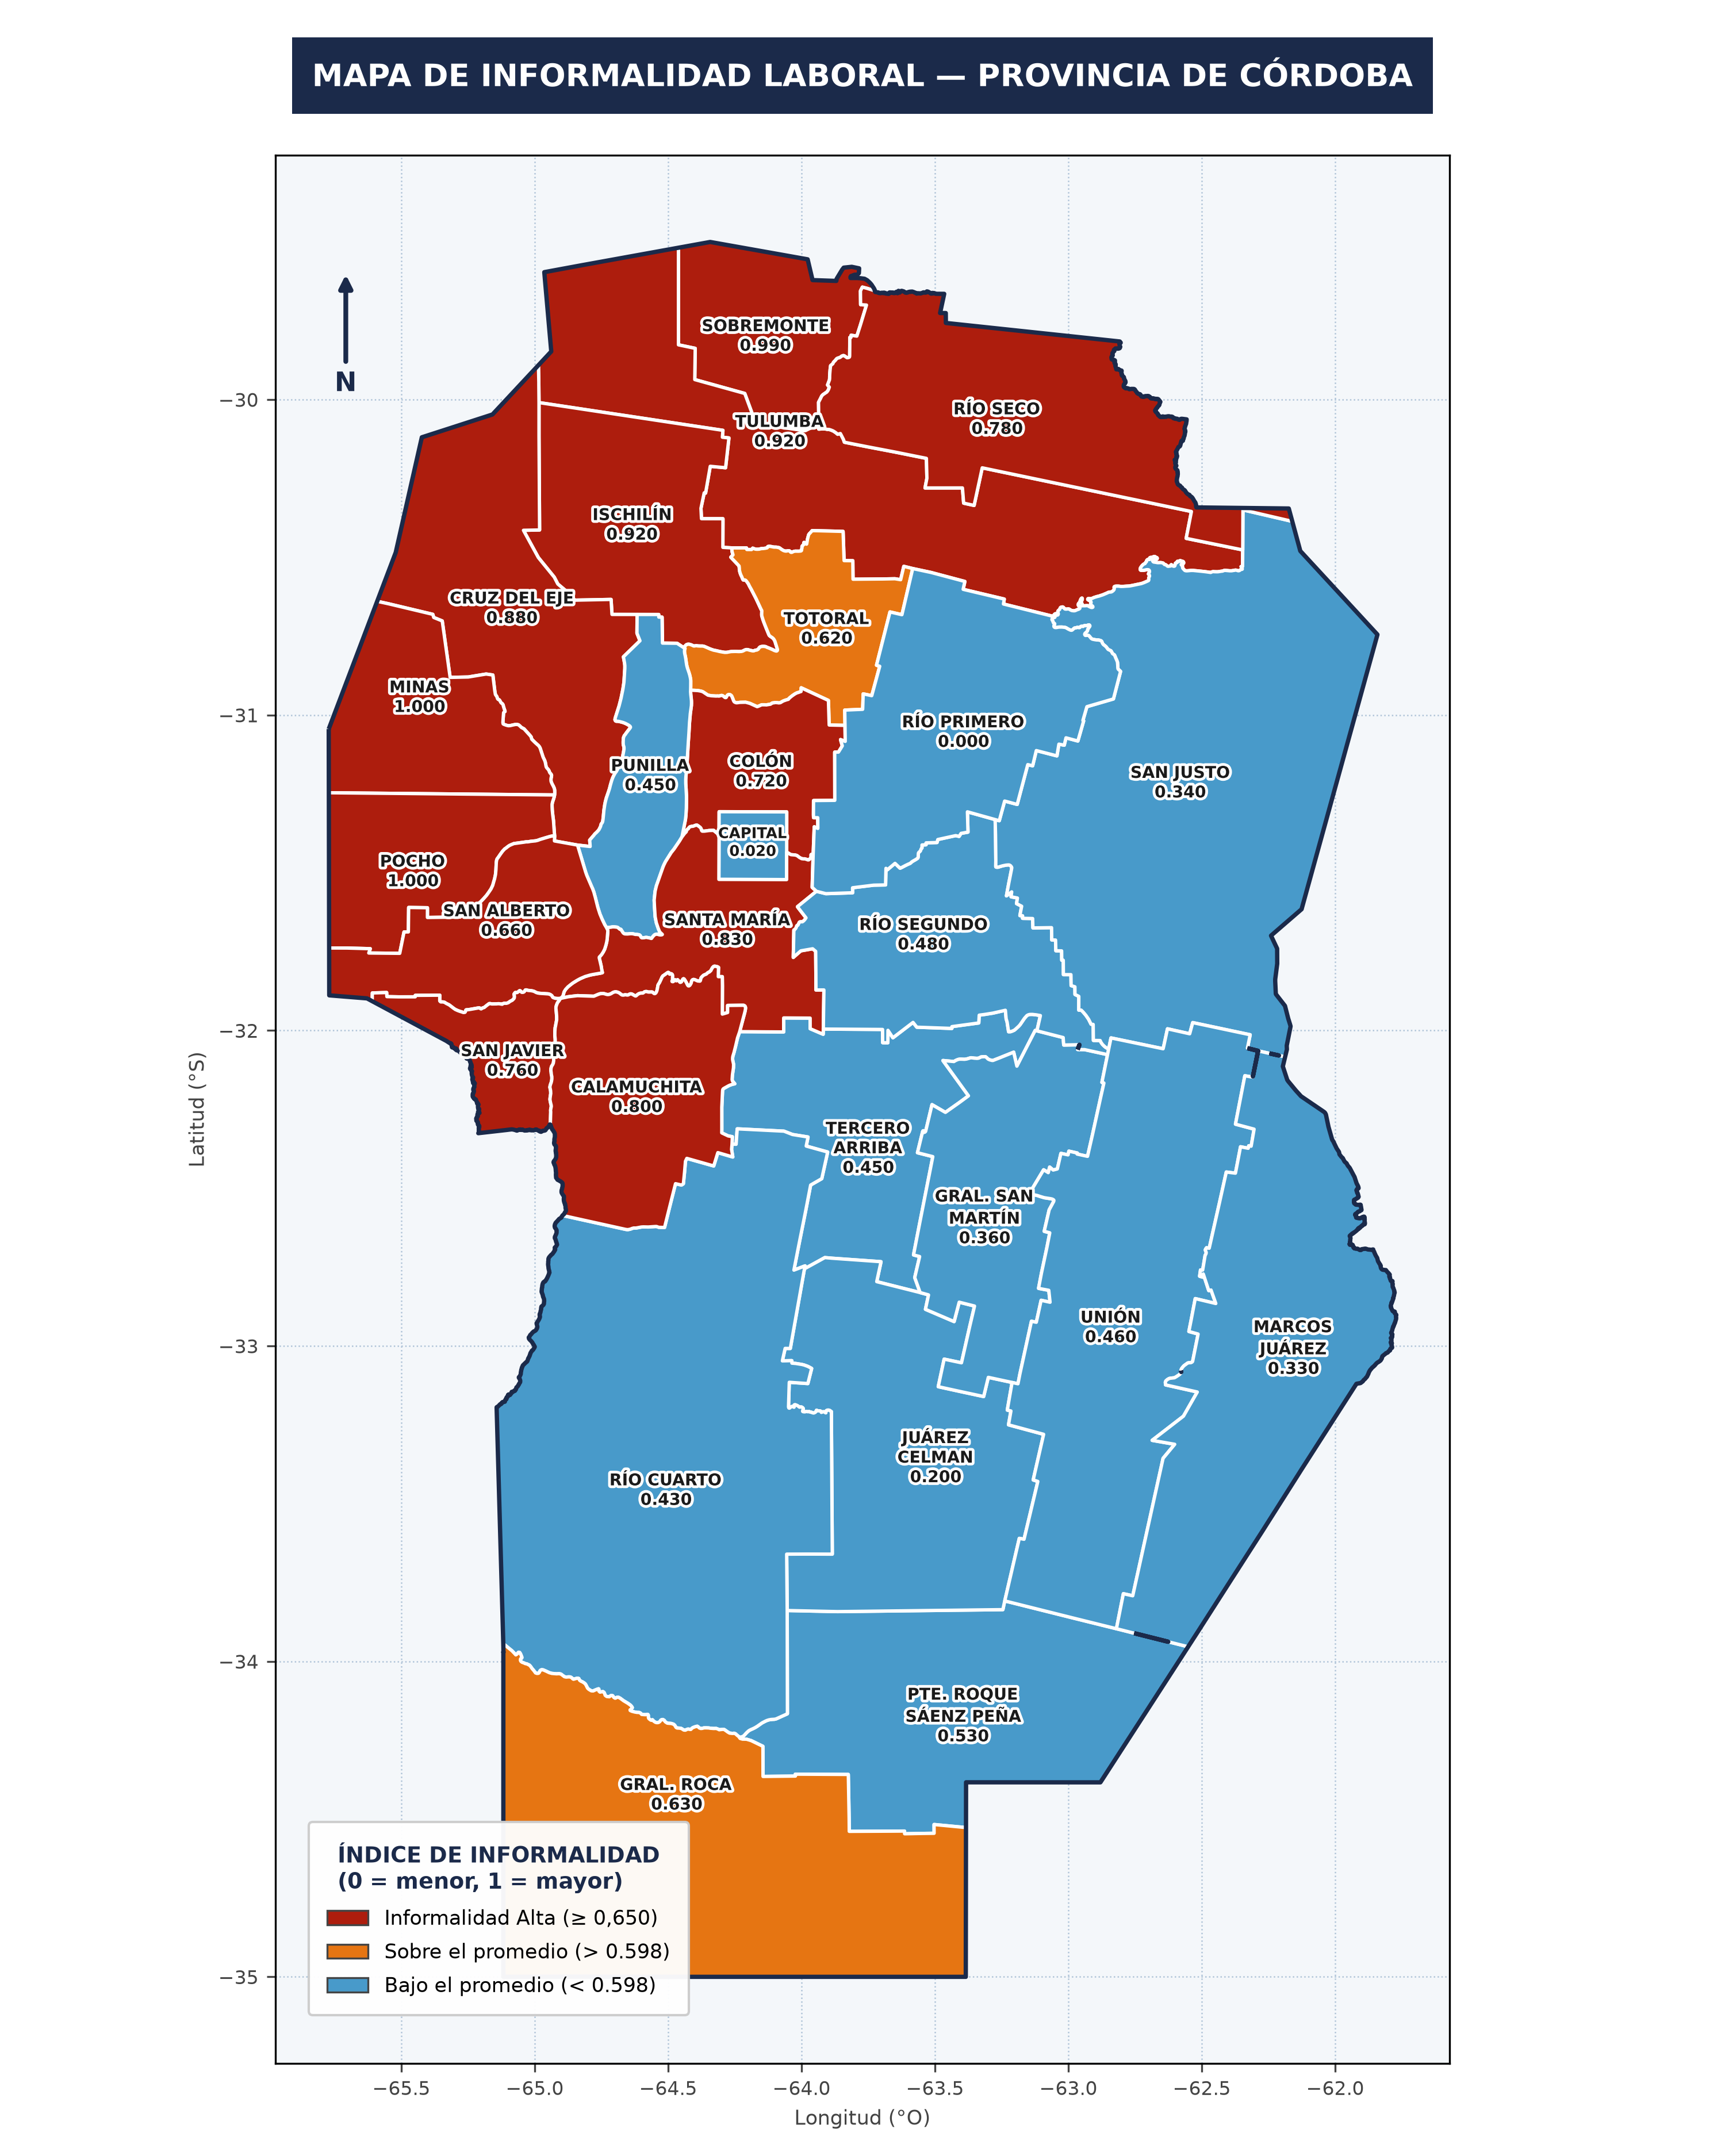 MAPA DE INFORMALIDAD LABORAL — PROVINCIA DE CÓRDOBA
N
SOBREMONTE
0.990
TULUMBA
0.920
RÍO SECO
0.780
ISCHILÍN
0.920
CRUZ DEL EJE
0.880
TOTORAL
0.620
MINAS
1.000
RÍO PRIMERO
0.000
PUNILLA
0.450
COLÓN
0.720
SAN JUSTO
0.340
CAPITAL
0.020
POCHO
1.000
SAN ALBERTO
0.660
SANTA MARÍA
0.830
RÍO SEGUNDO
0.480
SAN JAVIER
0.760
CALAMUCHITA
0.800
TERCERO
ARRIBA
0.450
GRAL. SAN
MARTÍN
0.360
UNIÓN
0.460
MARCOS
JUÁREZ
0.330
JUÁREZ
CELMAN
0.200
RÍO CUARTO
0.430
PTE. ROQUE
SÁENZ PEÑA
0.530
GRAL. ROCA
0.630
ÍNDICE DE INFORMALIDAD
(0 = menor, 1 = mayor)
Informalidad Alta (≥ 0,650)
Sobre el promedio (> 0.598)
Bajo el promedio (< 0.598)
−30
−31
−32
−33
−34
−35
Latitud (°S)
−65.5
−65.0
−64.5
−64.0
−63.5
−63.0
−62.5
−62.0
Longitud (°O)